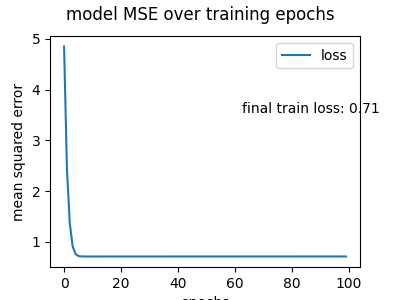 model MSE over training epochs
5
4
3
2
1
mean squared error
loss
final train loss: 0.71
0
20
40
60
80
100
epochs